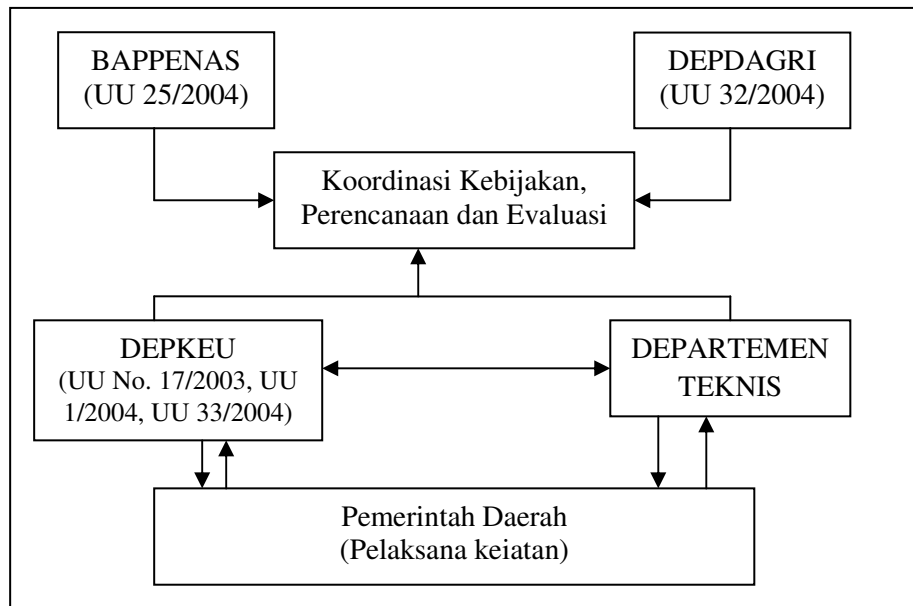 BAPPENAS
(UU 25/2004)
DEPDAGRI
(UU 32/2004)
Koordinasi Kebijakan,
Perencanaan dan Evaluasi
DEPKEU
(UU No. 17/2003, UU
1/2004, UU 33/2004)
DEPARTEMEN
TEKNIS
Pemerintah Daerah
(Pelaksana keiatan)